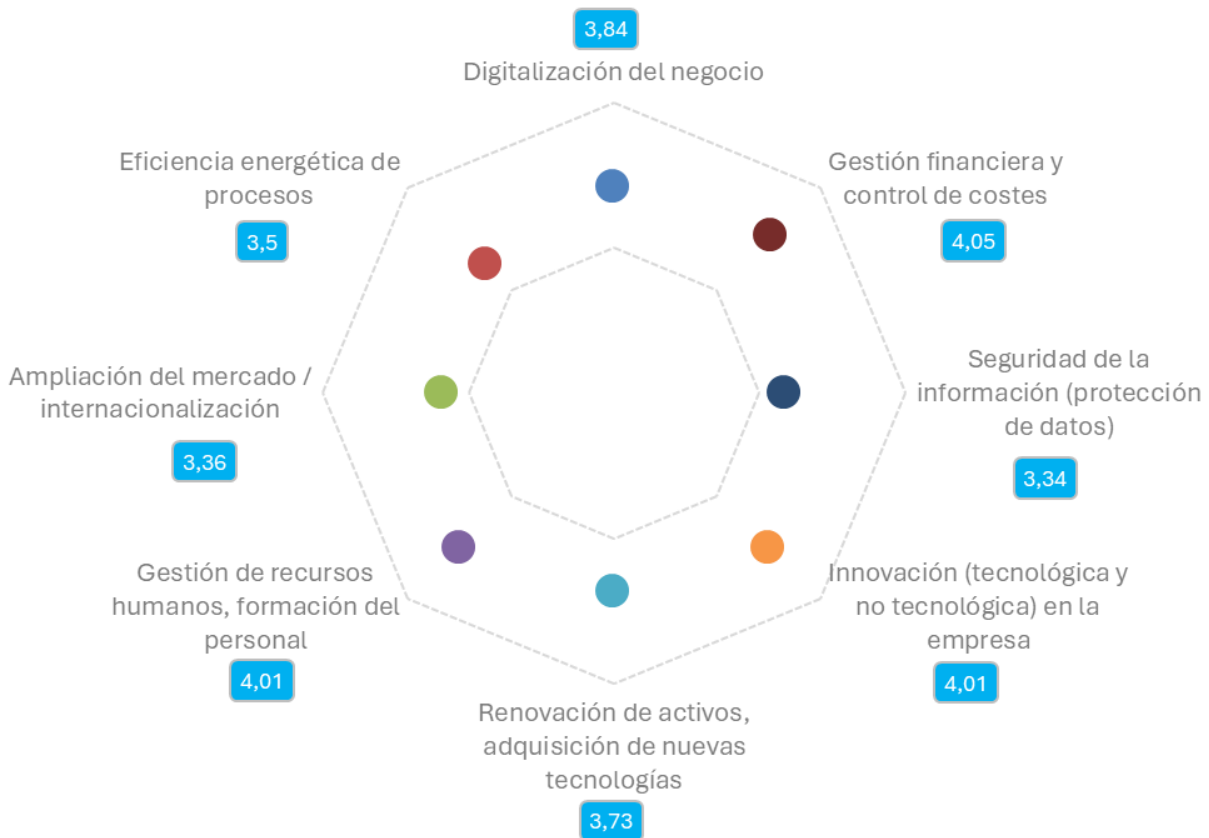 3,84
Digitalización del negocio
Gestión financiera y
control de costes
4,05
Seguridad de la
información (protección
de datos)
3,34
Innovación (tecnológica y
no tecnológica) en la
empresa
4,01
Renovación de activos,
adquisición de nuevas
tecnologías
3,73
Gestión de recursos
humanos, formación del
personal
4,01
Ampliación del mercado /
internacionalización
3,36
Eficiencia energética de
procesos
3,5